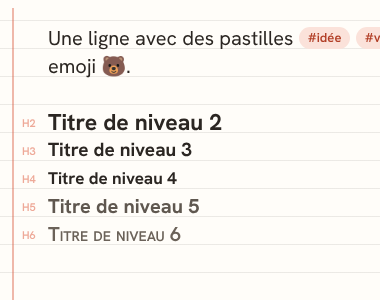 Une ligne avec des pastilles #idée
emoji 🐻.
H2 Titre de niveau 2
H3 Titre de niveau 3
H4 Titre de niveau 4
H5 Titre de niveau 5
H6 Titre de niveau 6